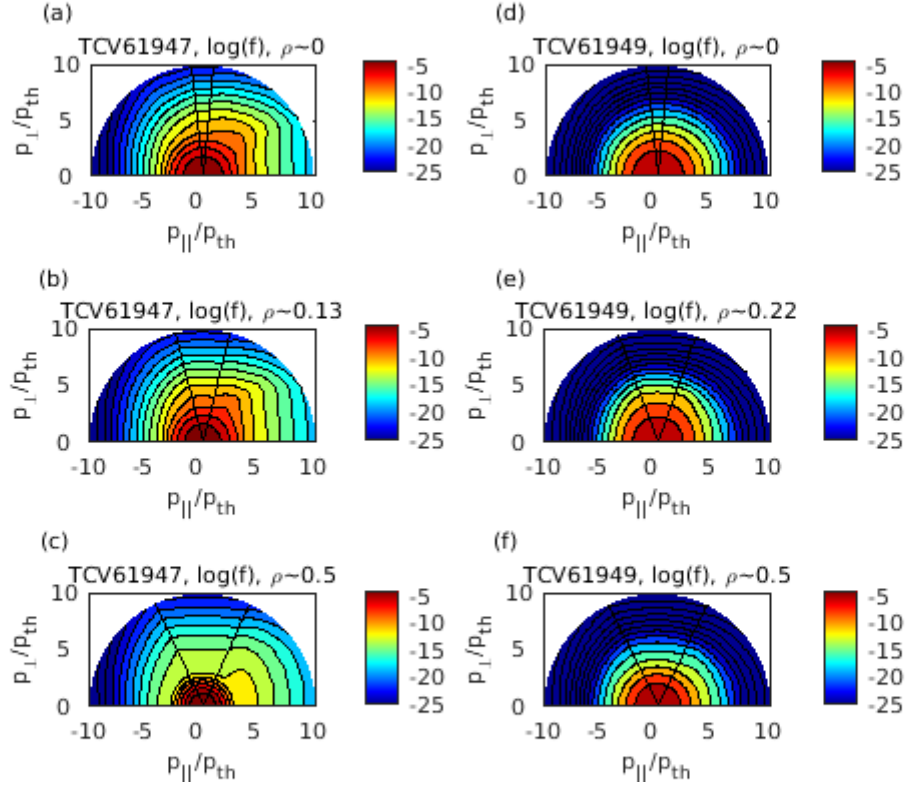 (a)
TCV61947, log(f), ρ~0
10
5
0
-10 -5 0 5 10
p⊥/pth
p||/pth
-5
-10
-15
-20
-25
(d)
TCV61949, log(f), ρ~0
10
5
0
-10 -5 0 5 10
p⊥/pth
p||/pth
-5
-10
-15
-20
-25
(b)
TCV61947, log(f), ρ~0.13
10
5
0
-10 -5 0 5 10
p⊥/pth
p||/pth
-5
-10
-15
-20
-25
(e)
TCV61949, log(f), ρ~0.22
10
5
0
-10 -5 0 5 10
p⊥/pth
p||/pth
-5
-10
-15
-20
-25
(c)
TCV61947, log(f), ρ~0.5
10
5
0
-10 -5 0 5 10
p⊥/pth
p||/pth
-5
-10
-15
-20
-25
(f)
TCV61949, log(f), ρ~0.5
10
5
0
-10 -5 0 5 10
p⊥/pth
p||/pth
-5
-10
-15
-20
-25